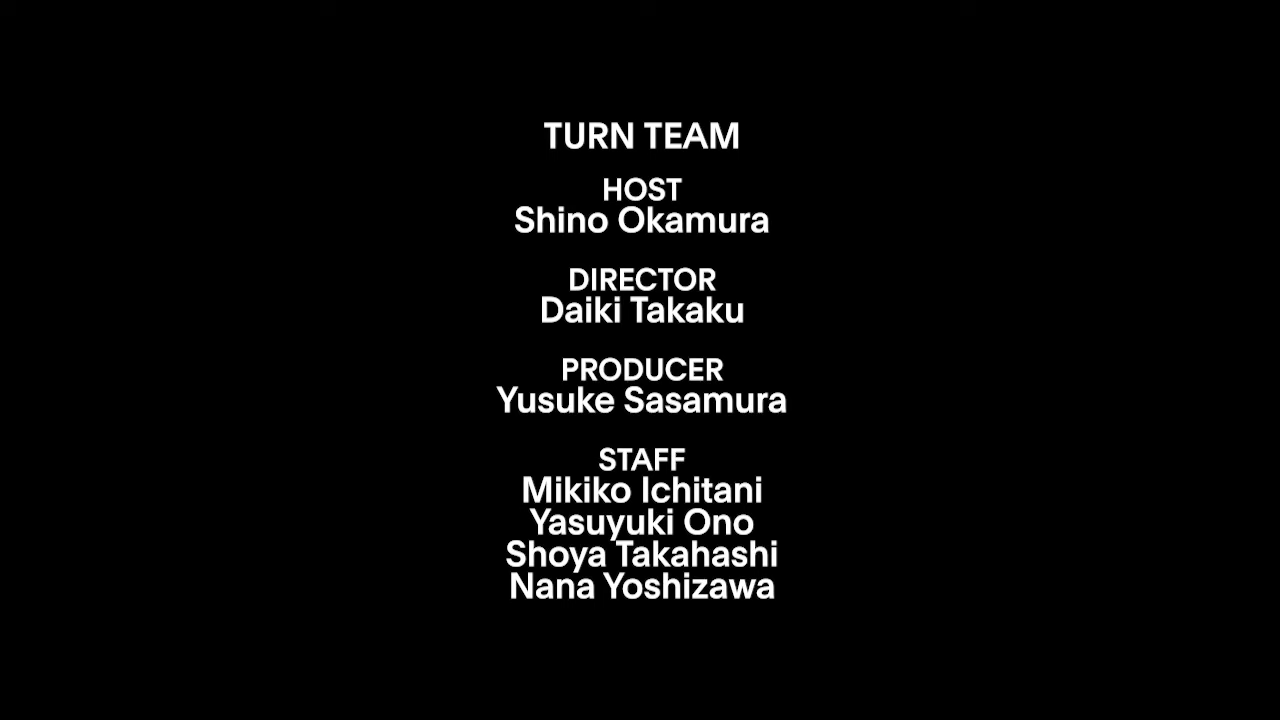 TURN TEAM
HOST
Shino Okamura
DIRECTOR
Daiki Takaku
PRODUCER
Yusuke Sasamura
STAFF
Mikiko Ichitani
Yasuyuki Ono
Shoya Takahashi
Nana Yoshizawa